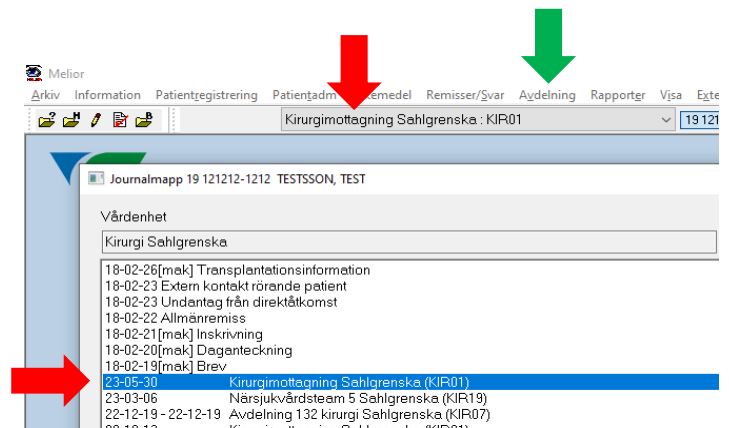 Melior
Arkiv Information Patientregistrering Patientadm emedel Remisser/Svar Avdelning Rapporter Visa Exte
Kirurgimottagning Sahlgrenska : KIR01 19 121
Journalmapp 19 121212-1212 TESTSSON, TEST
Vårdenhet
Kirurgi Sahlgrenska
18-02-26[mak] Transplantationsinformation
18-02-23 Extern kontakt rörande patient
18-02-23 Undantag från direktåtkomst
18-02-22 Allmänremiss
18-02-21[mak] Inskrivning
18-02-20[mak] Daganteckning
18-02-19[mak] Brev
23-05-30 Kirurgimottagning Sahlgrenska (KIR01)
23-03-06 Närsjukvårdsteam 5 Sahlgrenska (KIR19)
22-12-19 - 22-12-19 Avdelning 132 kirurgi Sahlgrenska (KIR07)